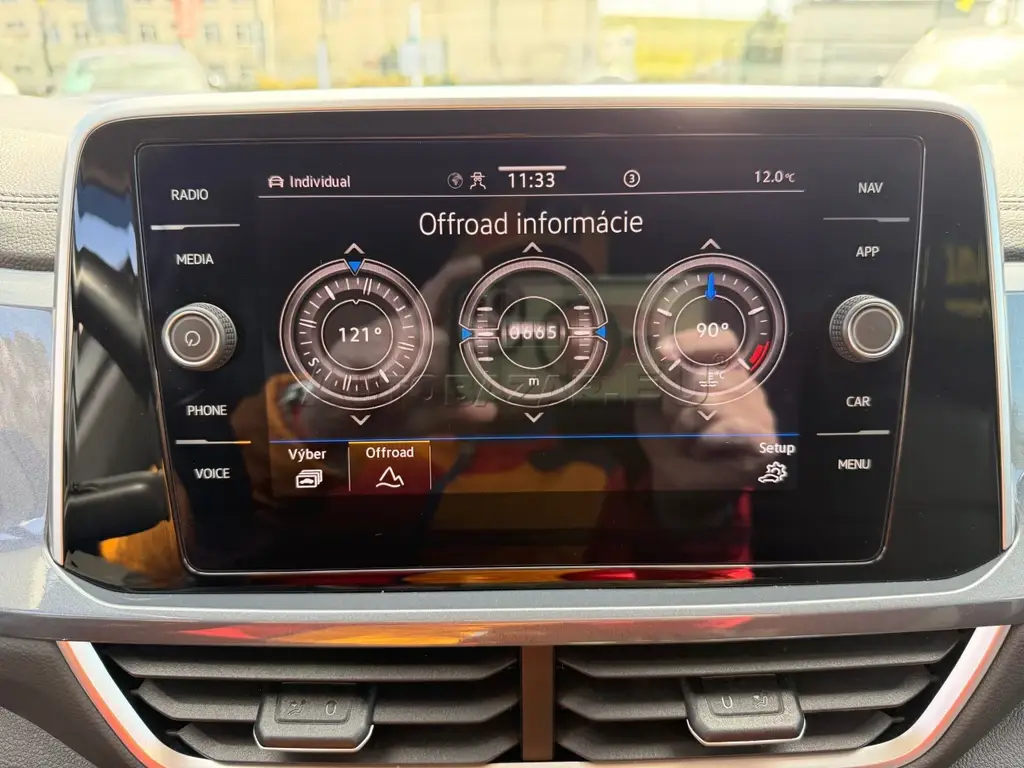 RADIO
MEDIA
PHONE
VOICE
Individual
11:33
3
12.0°C
Offroad informácie
121°
S
0665
m
90°
°C
Výber
Offroad
Setup
NAV
APP
CAR
MENU